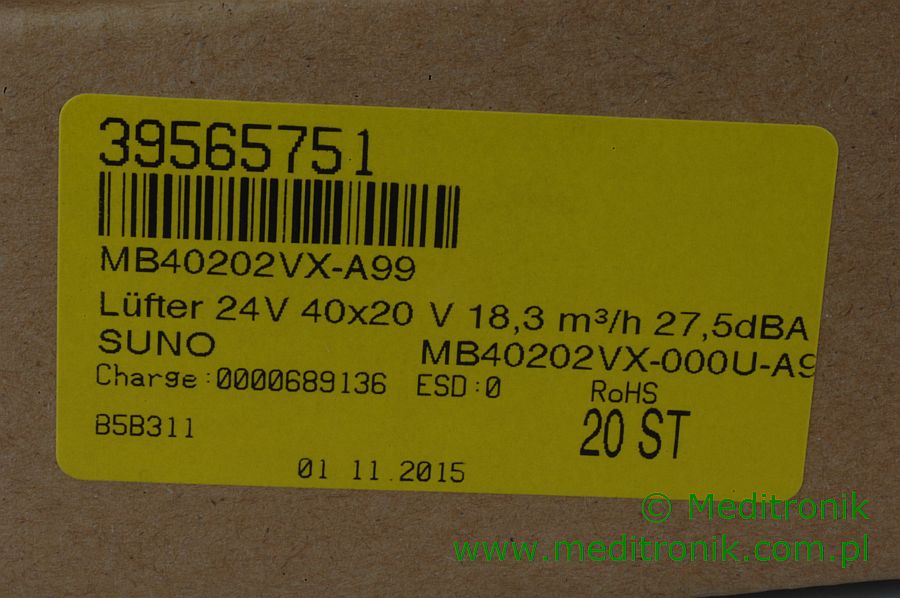 39565751
MB40202VX-A99
Lüfter 24V 40x20 V 18,3 m³/h 27,5dBA
SUNO MB40202VX-000U-A9
Charge:0000689136 ESD:0 RoHS
B5B311 20 ST
01 11 2015
© Meditronik
www.meditronik.com.pl